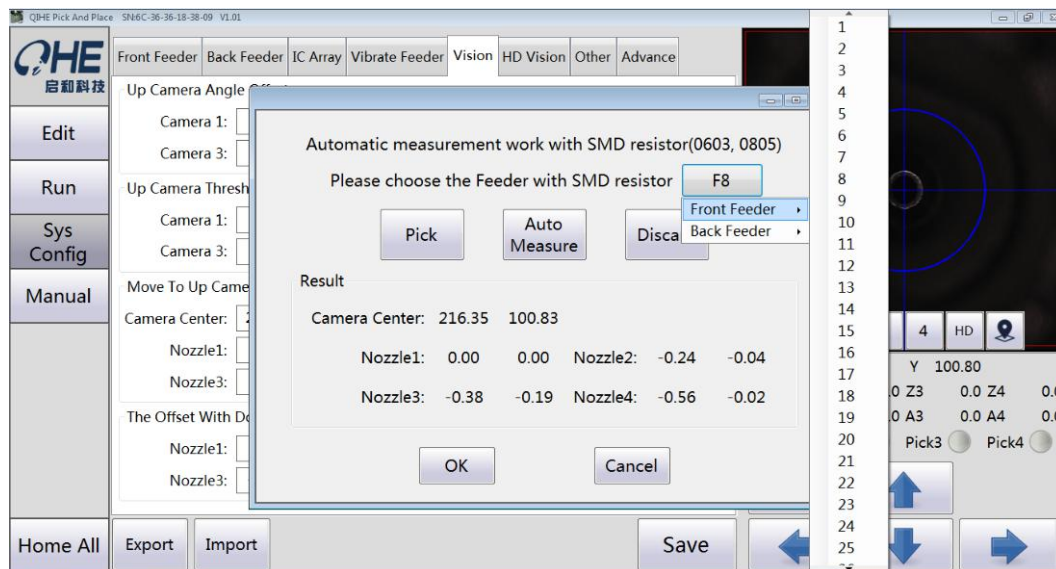 QIHE Pick And Place SN:6C-36-36-18-38-09 V1.01
QHE
启和科技
Edit
Run
Sys
Config
Manual
Home All
Front Feeder Back Feeder IC Array Vibrate Feeder Vision HD Vision Other Advance
Up Camera Angle
Camera 1:
Camera 3:
Up Camera Thresh
Camera 1:
Camera 3:
Move To Up Came
Camera Center:
Nozzle1:
Nozzle3:
The Offset With Do
Nozzle1:
Nozzle3:
Export Import Save
Automatic measurement work with SMD resistor(0603, 0805)
Please choose the Feeder with SMD resistor F8
Front Feeder
Back Feeder
Pick Auto Measure Disca
Result
Camera Center: 216.35 100.83
Nozzle1: 0.00 0.00 Nozzle2: -0.24 -0.04
Nozzle3: -0.38 -0.19 Nozzle4: -0.56 -0.02
OK Cancel
1
2
3
4
5
6
7
8
9
10
11
12
13
14
15
16
17
18
19
20
21
22
23
24
25
4 HD
Y 100.80
.0 Z3 0.0 Z4 0.
.0 A3 0.0 A4 0.
Pick3 Pick4